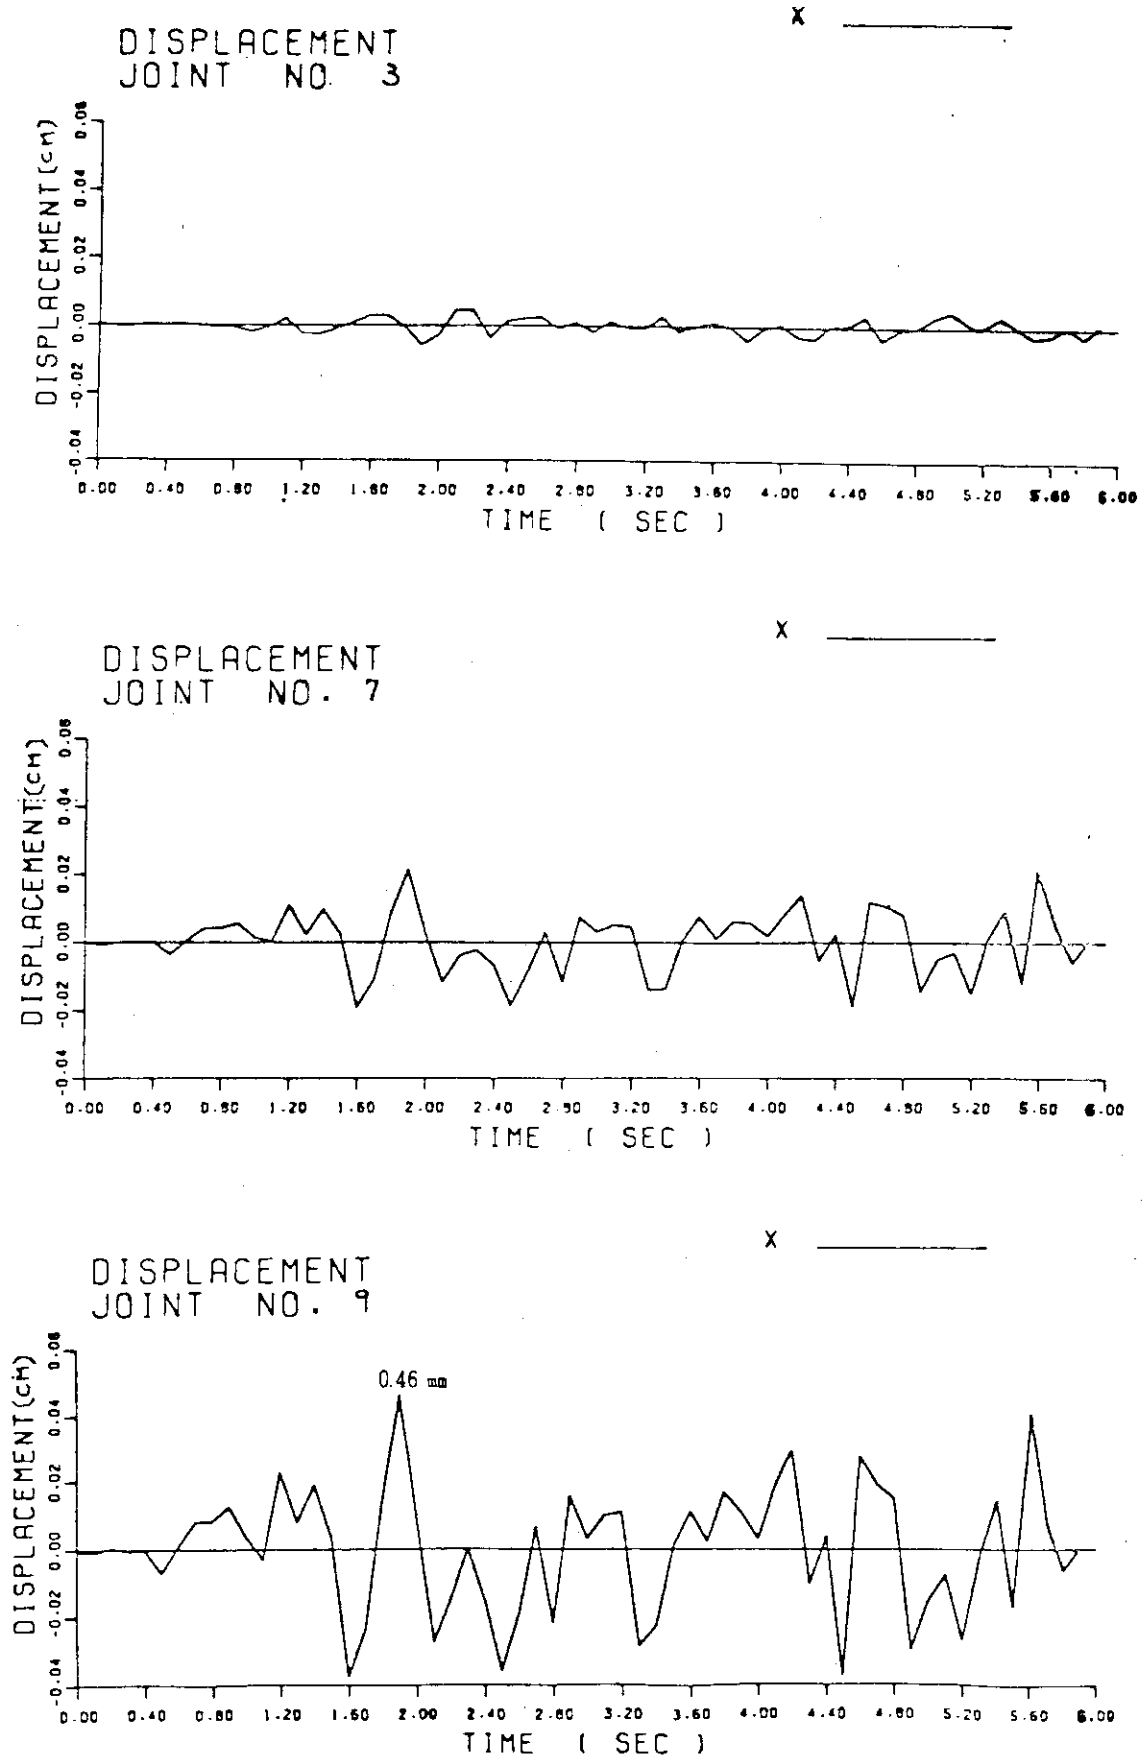 X
DISPLACEMENT
JOINT NO. 3
DISPLACEMENT(cm)
0.06
0.04
0.02
0.00
-0.02
-0.04
0.00 0.40 0.80 1.20 1.60 2.00 2.40 2.80 3.20 3.60 4.00 4.40 4.80 5.20 5.60 6.00
TIME ( SEC )
X
DISPLACEMENT
JOINT NO. 7
DISPLACEMENT(cm)
0.06
0.04
0.02
0.00
-0.02
-0.04
0.00 0.40 0.80 1.20 1.60 2.00 2.40 2.80 3.20 3.60 4.00 4.40 4.80 5.20 5.60 6.00
TIME ( SEC )
X
DISPLACEMENT
JOINT NO. 9
DISPLACEMENT(cm)
0.06
0.04
0.02
0.00
-0.02
-0.04
0.46 mm
0.00 0.40 0.80 1.20 1.60 2.00 2.40 2.80 3.20 3.60 4.00 4.40 4.80 5.20 5.60 6.00
TIME ( SEC )